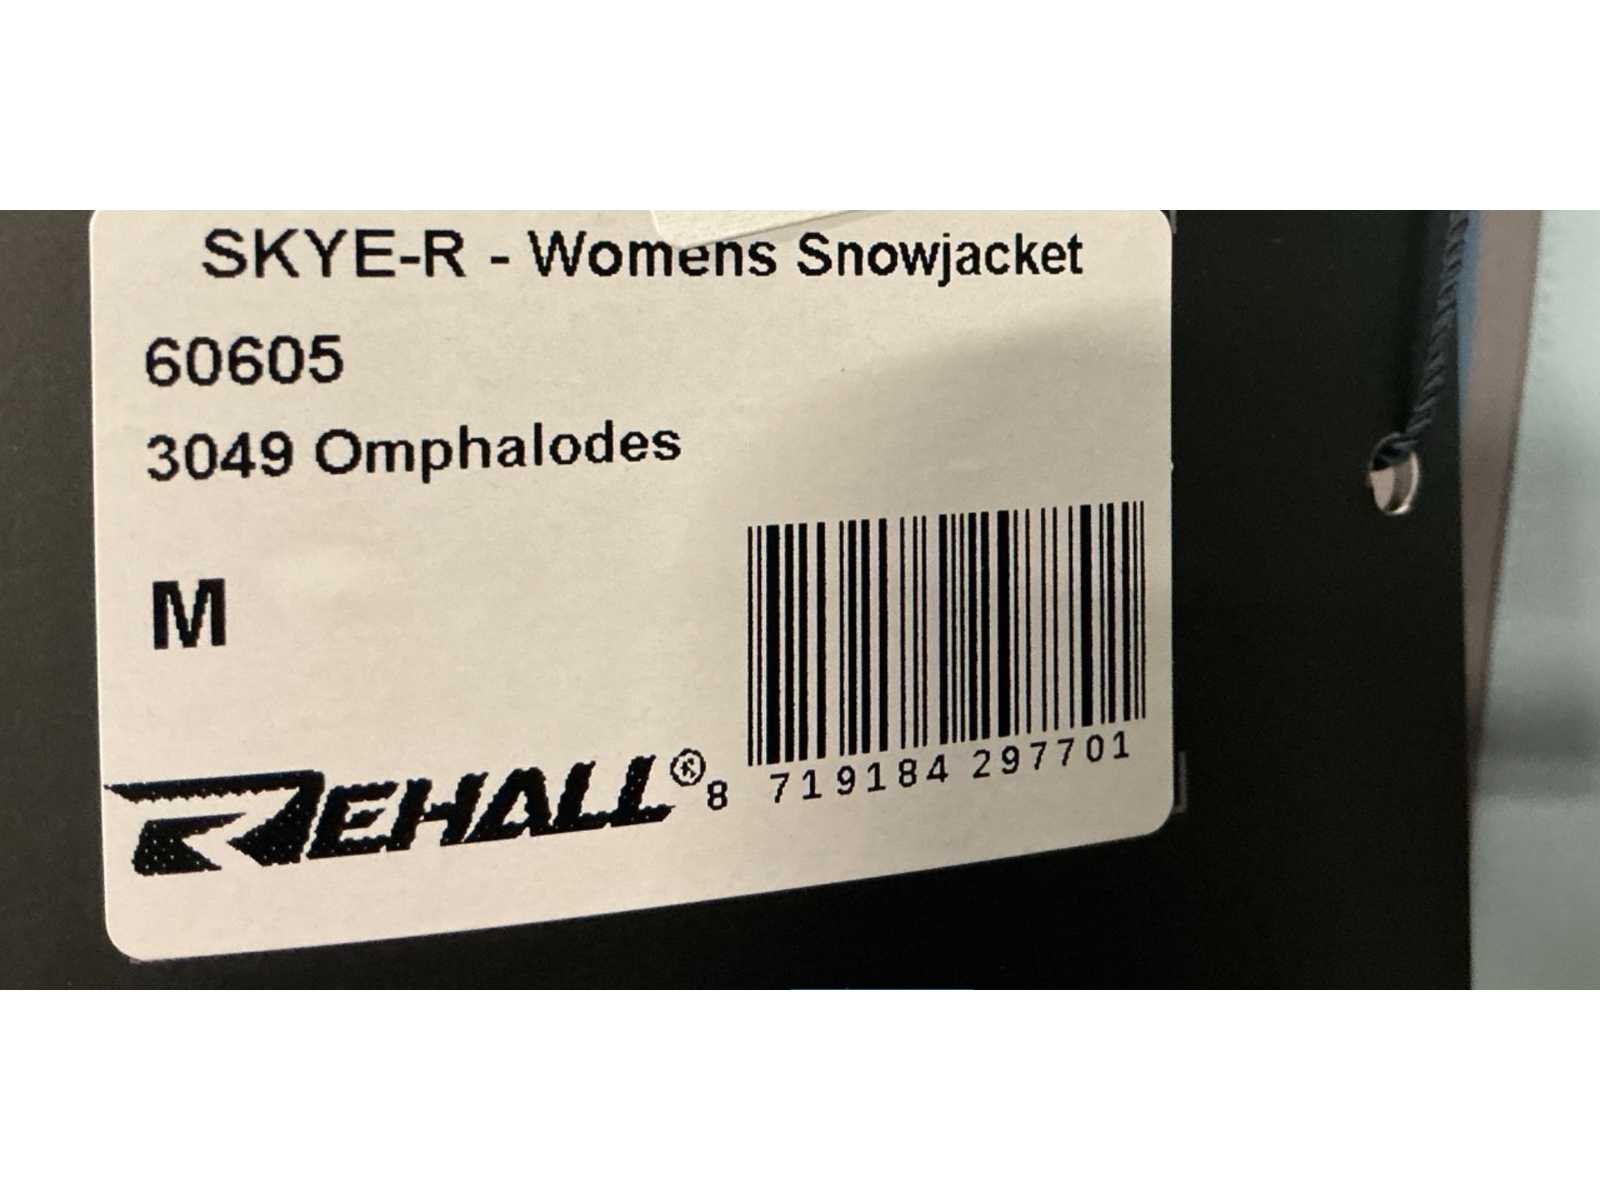 SKYE-R - Womens Snowjacket
60605
3049 Omphalodes
M
REHALL®
8 719184 297701